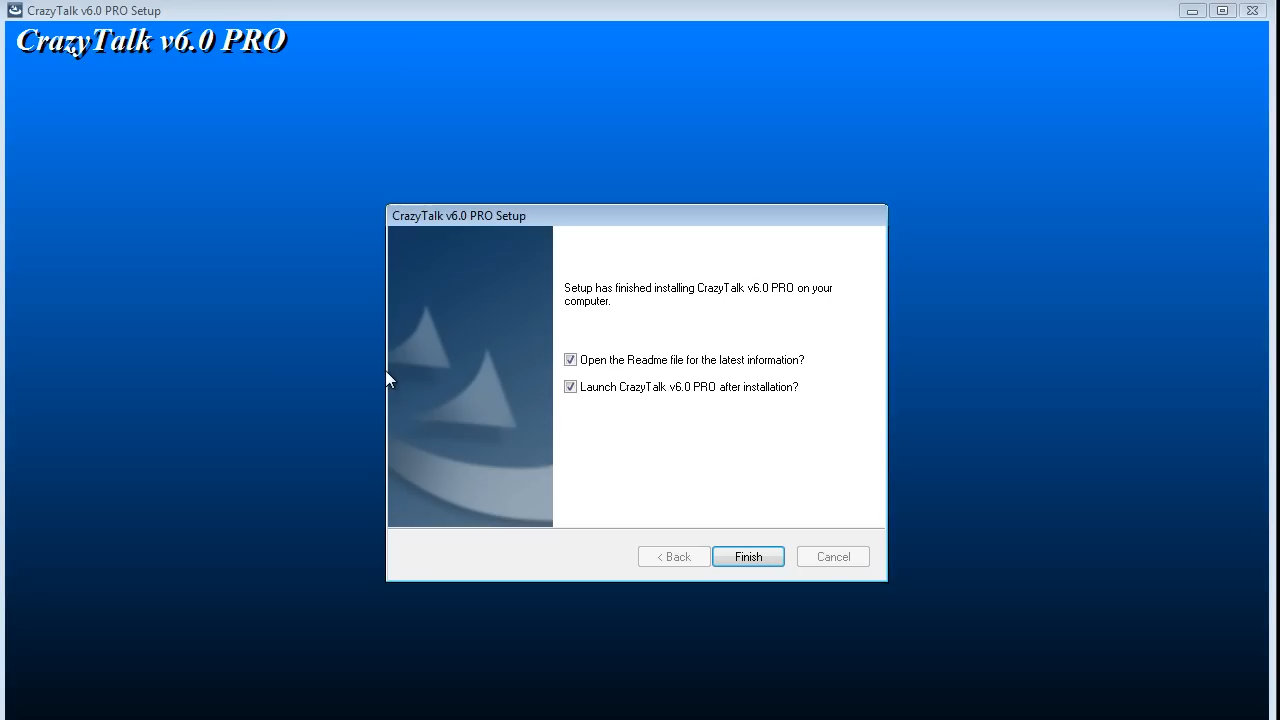 CrazyTalk v6.0 PRO Setup
CrazyTalk v6.0 PRO
CrazyTalk v6.0 PRO Setup
Setup has finished installing CrazyTalk v6.0 PRO on your
computer.
Open the Readme file for the latest information?
Launch CrazyTalk v6.0 PRO after installation?
< Back
Finish
Cancel